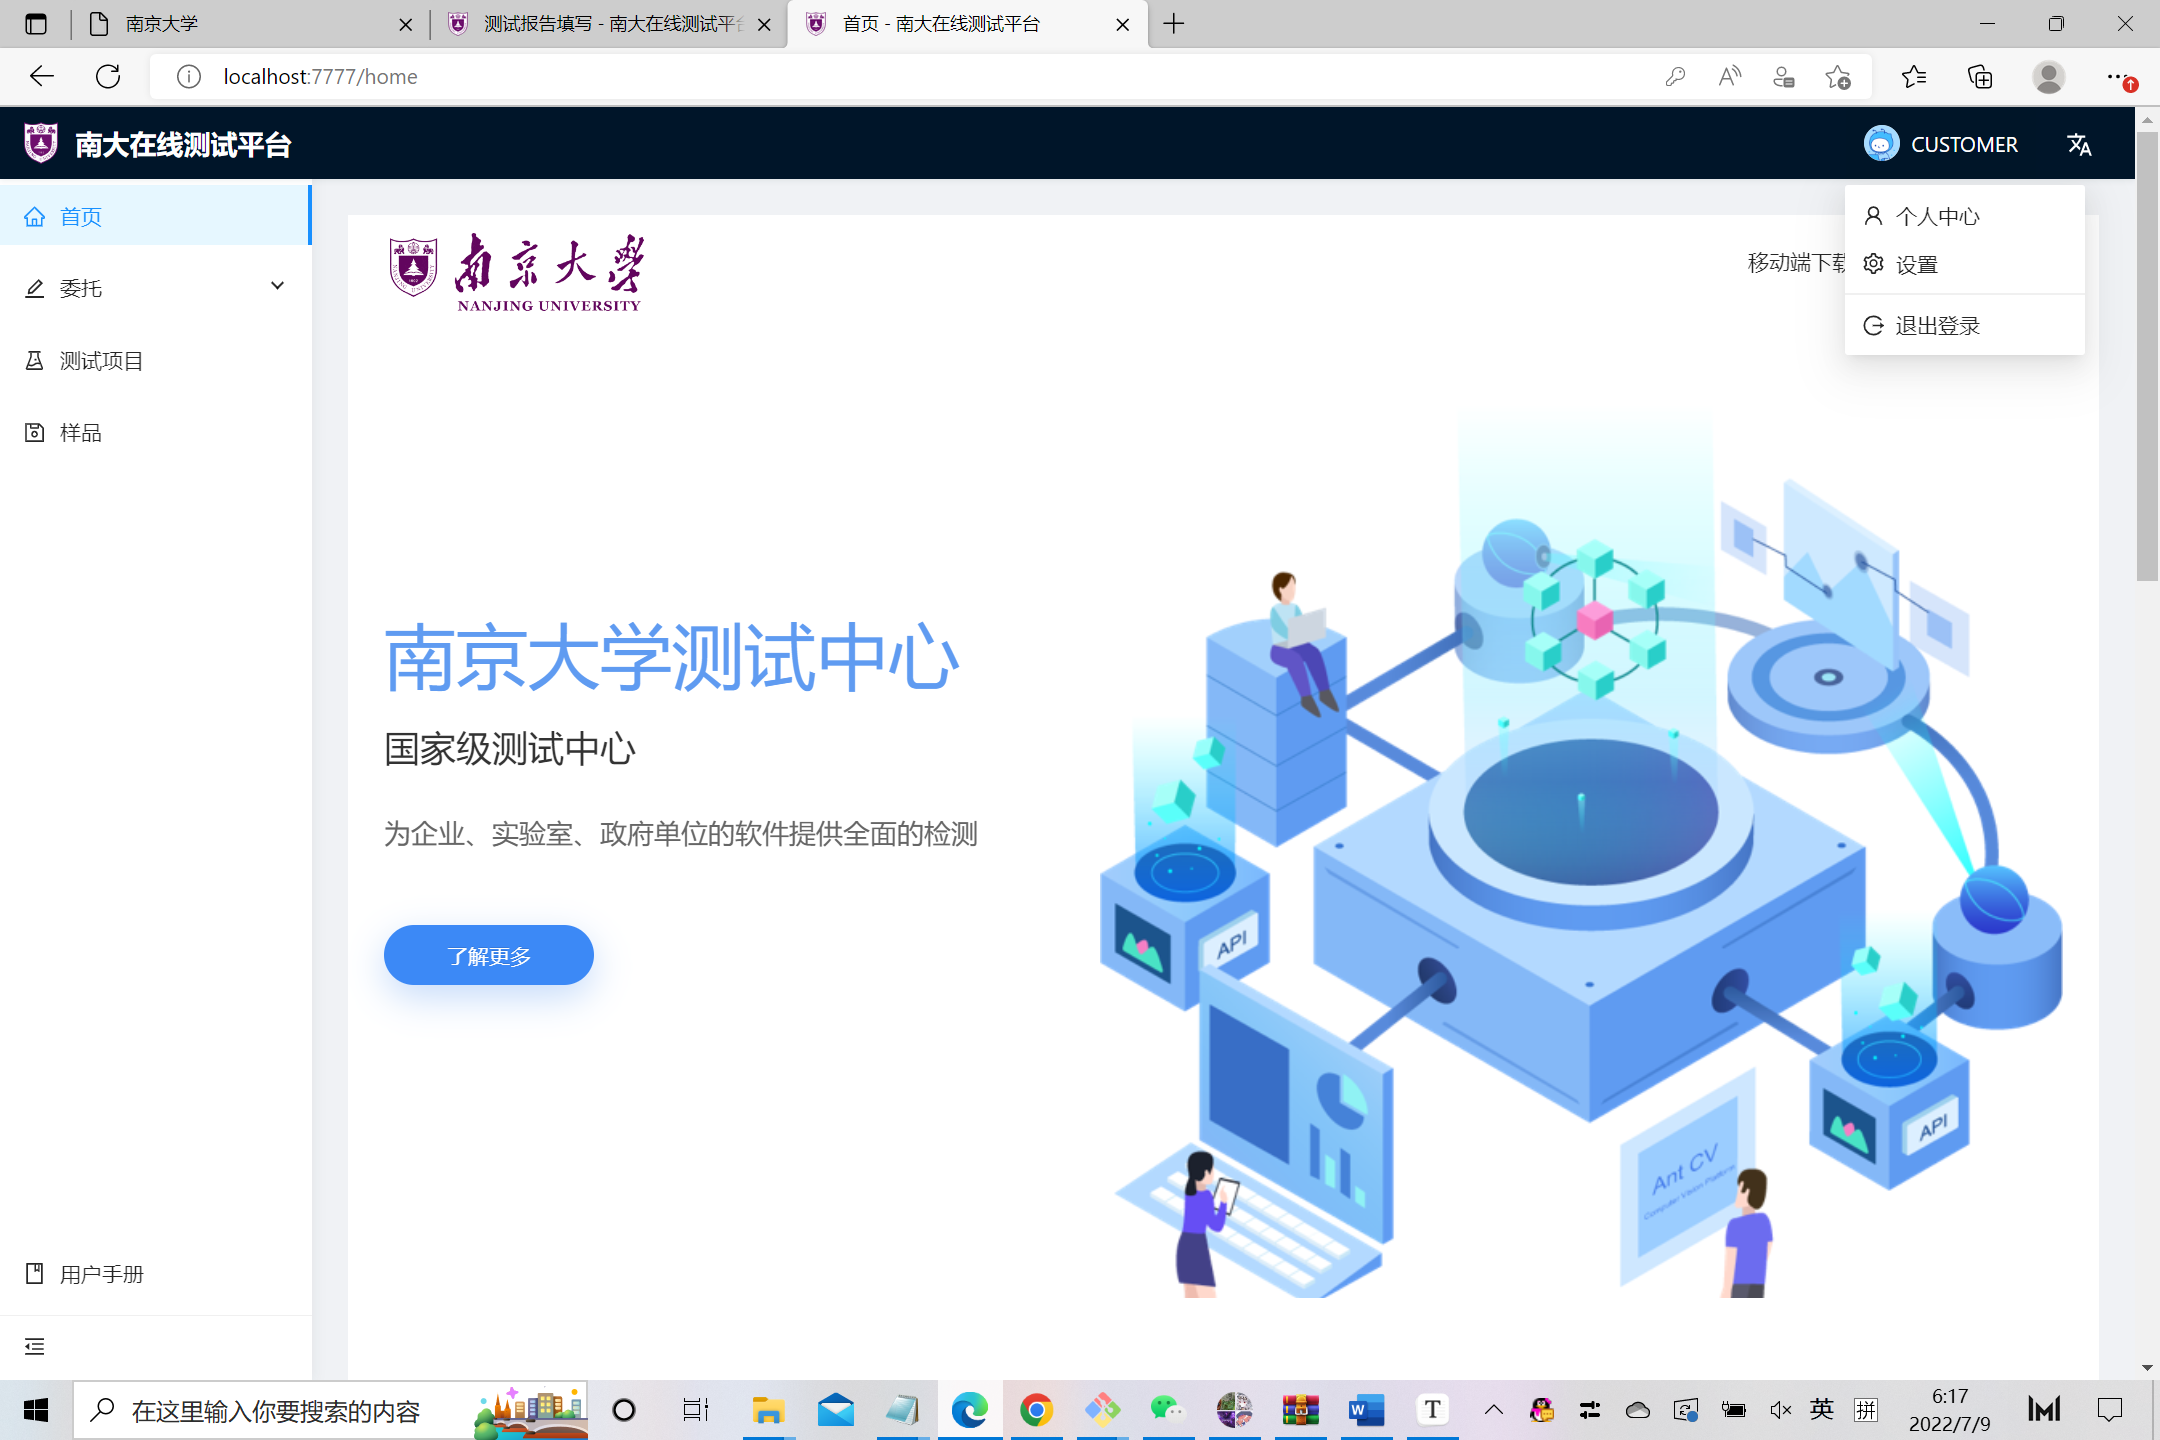 南京大学
测试报告填写 - 南大在线测试平台
首页 - 南大在线测试平台
localhost:7777/home
南大在线测试平台
CUSTOMER
首页
委托
测试项目
样品
用户手册
南京大学
NANJING UNIVERSITY
移动端下载
个人中心
设置
退出登录
南京大学测试中心
国家级测试中心
为企业、实验室、政府单位的软件提供全面的检测
了解更多
API
API
Ant CV
Computer Vision Platform
在这里输入你要搜索的内容
英
拼
6:17
2022/7/9